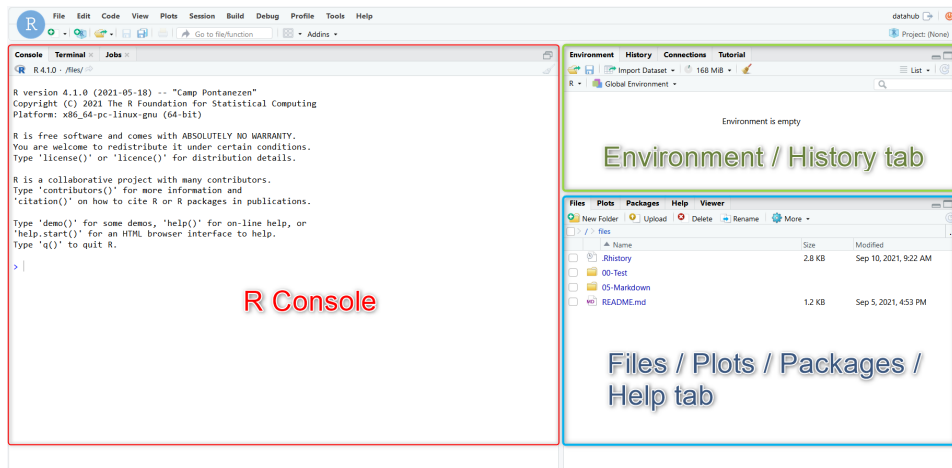 R
File Edit Code View Plots Session Build Debug Profile Tools Help
datahub
Go to file/function
Addins
Project: (None)
Console Terminal Jobs
R 4.1.0 · /files/
R version 4.1.0 (2021-05-18) -- "Camp Pontanezen"
Copyright (C) 2021 The R Foundation for Statistical Computing
Platform: x86_64-pc-linux-gnu (64-bit)
R is free software and comes with ABSOLUTELY NO WARRANTY.
You are welcome to redistribute it under certain conditions.
Type 'license()' or 'licence()' for distribution details.
R is a collaborative project with many contributors.
Type 'contributors()' for more information and
'citation()' on how to cite R or R packages in publications.
Type 'demo()' for some demos, 'help()' for on-line help, or
'help.start()' for an HTML browser interface to help.
Type 'q()' to quit R.
>
R Console
Environment History Connections Tutorial
Import Dataset 168 MiB List
R Global Environment
Environment is empty
Environment / History tab
Files Plots Packages Help Viewer
New Folder Upload Delete Rename More
/ > files
Name Size Modified
.Rhistory 2.8 KB Sep 10, 2021, 9:22 AM
00-Test
05-Markdown
README.md 1.2 KB Sep 5, 2021, 4:53 PM
Files / Plots / Packages /
Help tab